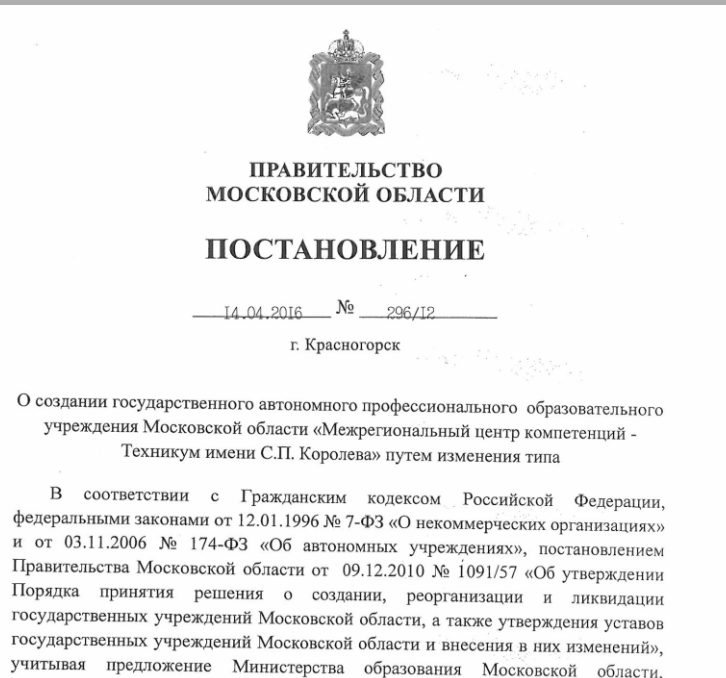 ПРАВИТЕЛЬСТВО
МОСКОВСКОЙ ОБЛАСТИ
ПОСТАНОВЛЕНИЕ
I4.04.20I6 № 296/I2
г. Красногорск
О создании государственного автономного профессионального образовательного
учреждения Московской области «Межрегиональный центр компетенций -
Техникум имени С.П. Королева» путем изменения типа
В соответствии с Гражданским кодексом Российской Федерации,
федеральными законами от 12.01.1996 № 7-ФЗ «О некоммерческих организациях»
и от 03.11.2006 № 174-ФЗ «Об автономных учреждениях», постановлением
Правительства Московской области от 09.12.2010 № 1091/57 «Об утверждении
Порядка принятия решения о создании, реорганизации и ликвидации
государственных учреждений Московской области, а также утверждения уставов
государственных учреждений Московской области и внесения в них изменений»,
учитывая предложение Министерства образования Московской области,